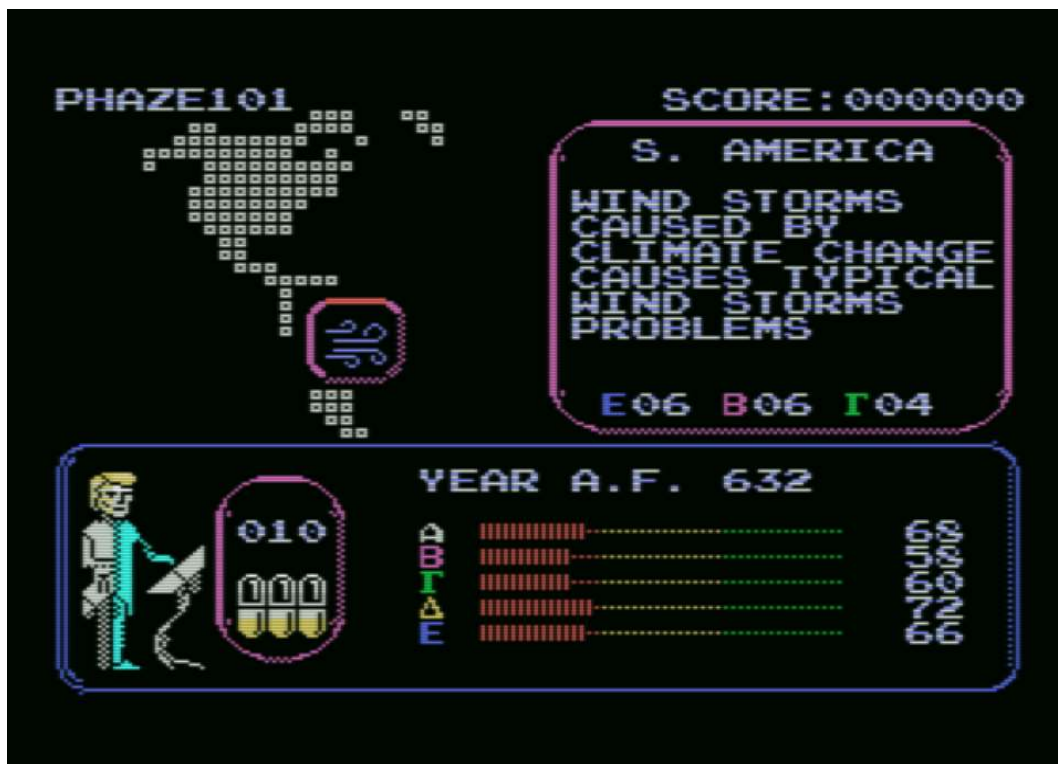 PHAZE101
SCORE:000000
S. AMERICA
WIND STORMS
CAUSED BY
CLIMATE CHANGE
CAUSES TYPICAL
WIND STORMS
PROBLEMS
E06 B06 Γ04
YEAR A.F. 632
010
A 68
B 58
Γ 60
Δ 72
E 66